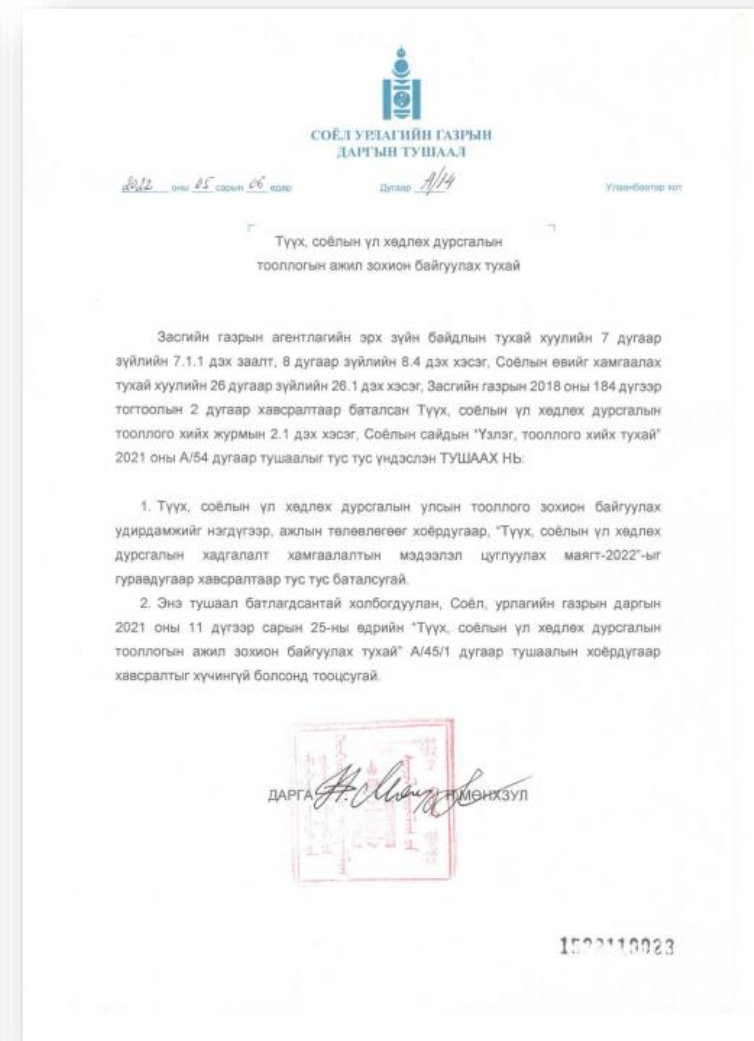 СОЁЛ УРЛАГИЙН ГАЗРЫН
ДАРГЫН ТУШААЛ
2022 оны 05 сарын 06 өдөр Дугаар А/14 Улаанбаатар хот
Түүх, соёлын үл хөдлөх дурсгалын
тооллогын ажил зохион байгуулах тухай
Засгийн газрын агентлагийн эрх зүйн байдлын тухай хуулийн 7 дугаар
зүйлийн 7.1.1 дэх заалт, 8 дугаар зүйлийн 8.4 дэх хэсэг, Соёлын өвийг хамгаалах
тухай хуулийн 26 дугаар зүйлийн 26.1 дэх хэсэг, Засгийн газрын 2018 оны 184 дүгээр
тогтоолын 2 дугаар хавсралтаар баталсан Түүх, соёлын үл хөдлөх дурсгалын
тооллого хийх журмын 2.1 дэх хэсэг, Соёлын сайдын "Үзлэг, тооллого хийх тухай"
2021 оны А/54 дугаар тушаалыг тус тус үндэслэн ТУШААХ НЬ:
1. Түүх, соёлын үл хөдлөх дурсгалын улсын тооллого зохион байгуулах
удирдамжийг нэгдүгээр, ажлын төлөвлөгөөг хоёрдугаар, "Түүх, соёлын үл хөдлөх
дурсгалын хадгалалт хамгаалалтын мэдээлэл цуглуулах маягт-2022"-ыг
гуравдугаар хавсралтаар тус тус баталсугай.
2. Энэ тушаал батлагдсантай холбогдуулан, Соёл, урлагийн газрын даргын
2021 оны 11 дүгээр сарын 25-ны өдрийн "Түүх, соёлын үл хөдлөх дурсгалын
тооллогын ажил зохион байгуулах тухай" А/45/1 дугаар тушаалын хоёрдугаар
хавсралтыг хүчингүй болсонд тооцсугай.
ДАРГА МӨНХЗУЛ